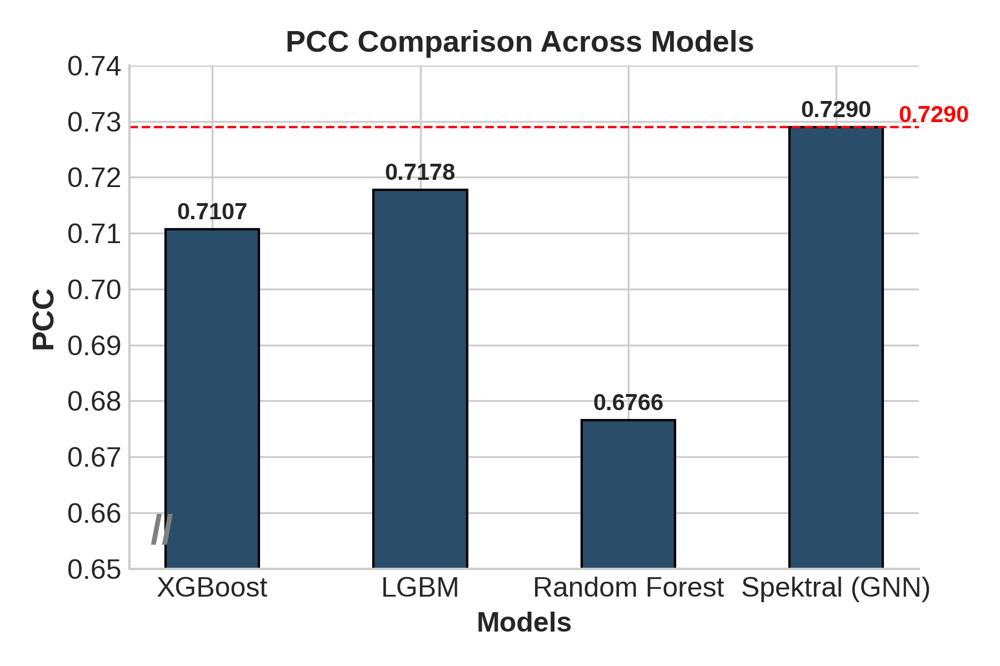 PCC Comparison Across Models
0.74
0.73
0.72
0.71
0.70
0.69
0.68
0.67
0.66
0.65
PCC
0.7107
0.7178
0.6766
0.7290
0.7290
//
XGBoost
LGBM
Random Forest
Spektral (GNN)
Models